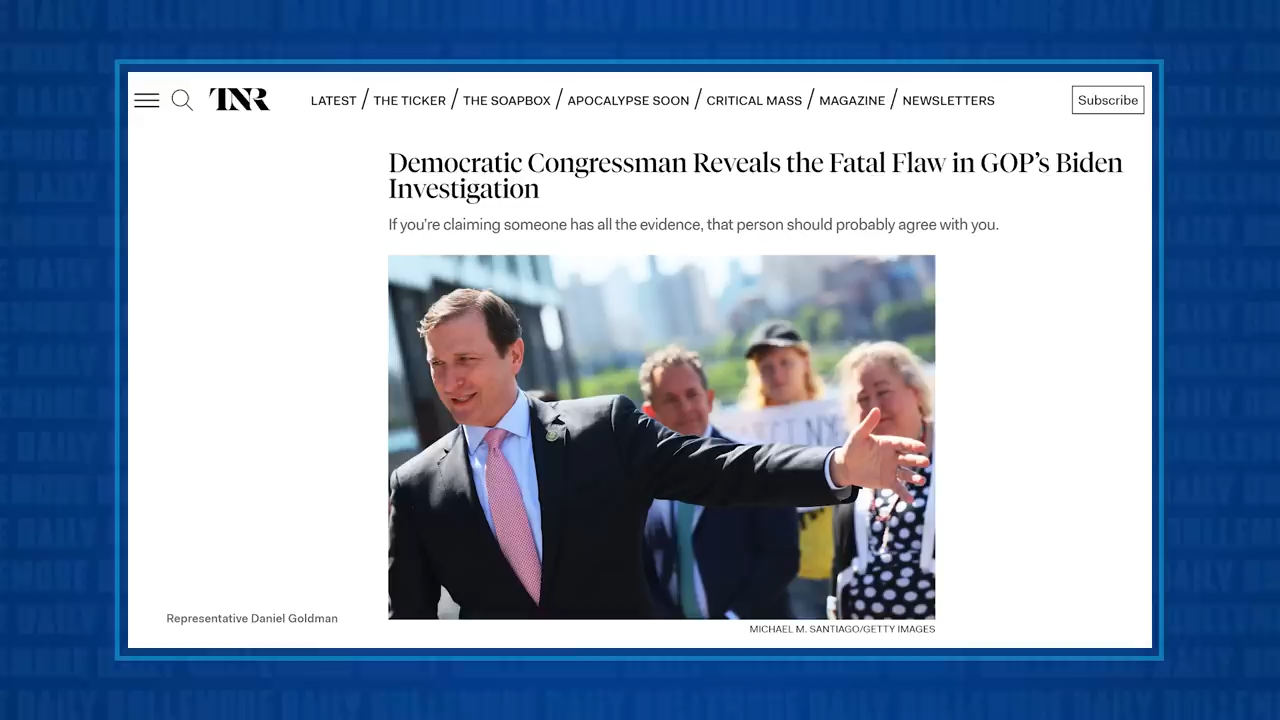 TNR
LATEST / THE TICKER / THE SOAPBOX / APOCALYPSE SOON / CRITICAL MASS / MAGAZINE / NEWSLETTERS
Subscribe
Democratic Congressman Reveals the Fatal Flaw in GOP's Biden
Investigation
If you're claiming someone has all the evidence, that person should probably agree with you.
Representative Daniel Goldman
MICHAEL M. SANTIAGO/GETTY IMAGES